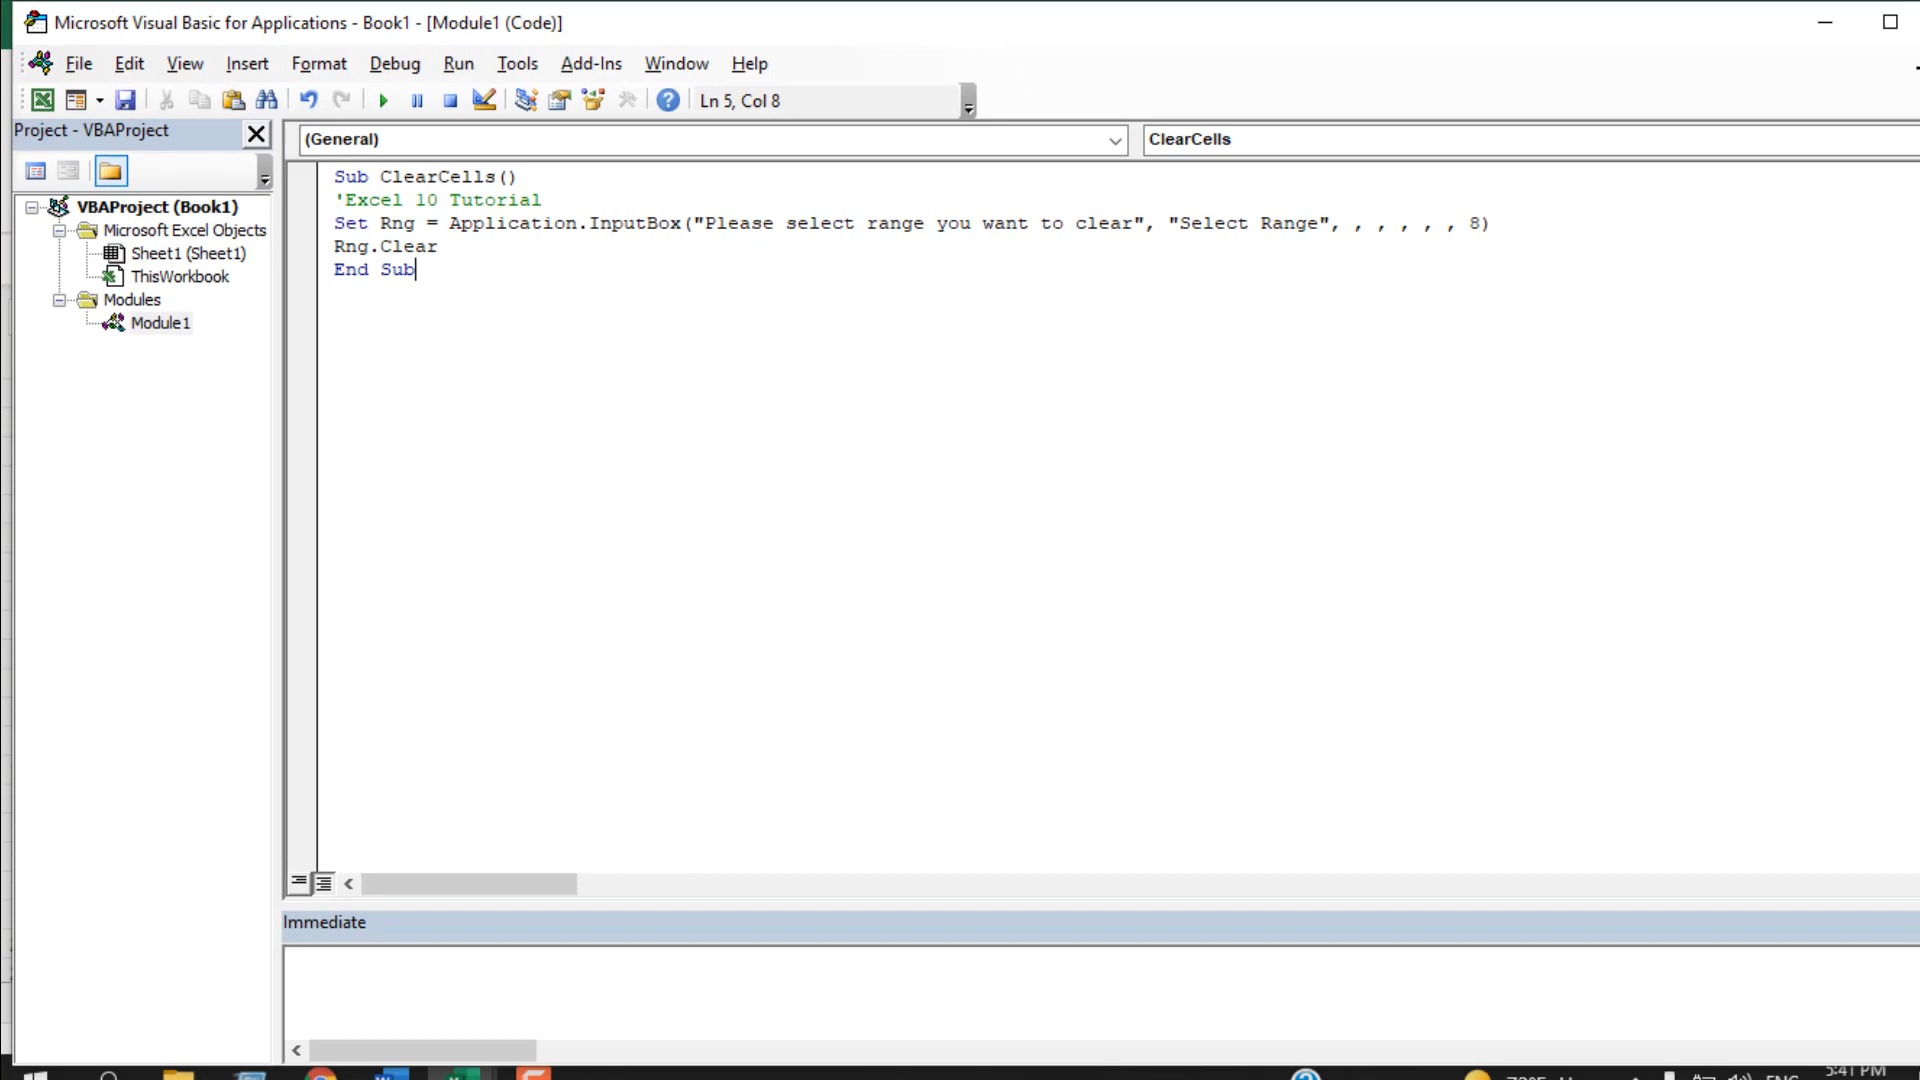 Microsoft Visual Basic for Applications - Book1 - [Module1 (Code)]
File Edit View Insert Format Debug Run Tools Add-Ins Window Help
Ln 5, Col 8
Project - VBAProject
(General)
ClearCells
VBAProject (Book1)
Microsoft Excel Objects
Sheet1 (Sheet1)
ThisWorkbook
Modules
Module1
Sub ClearCells()
'Excel 10 Tutorial
Set Rng = Application.InputBox("Please select range you want to clear", "Select Range", , , , , , 8)
Rng.Clear
End Sub
Immediate
5:41 PM